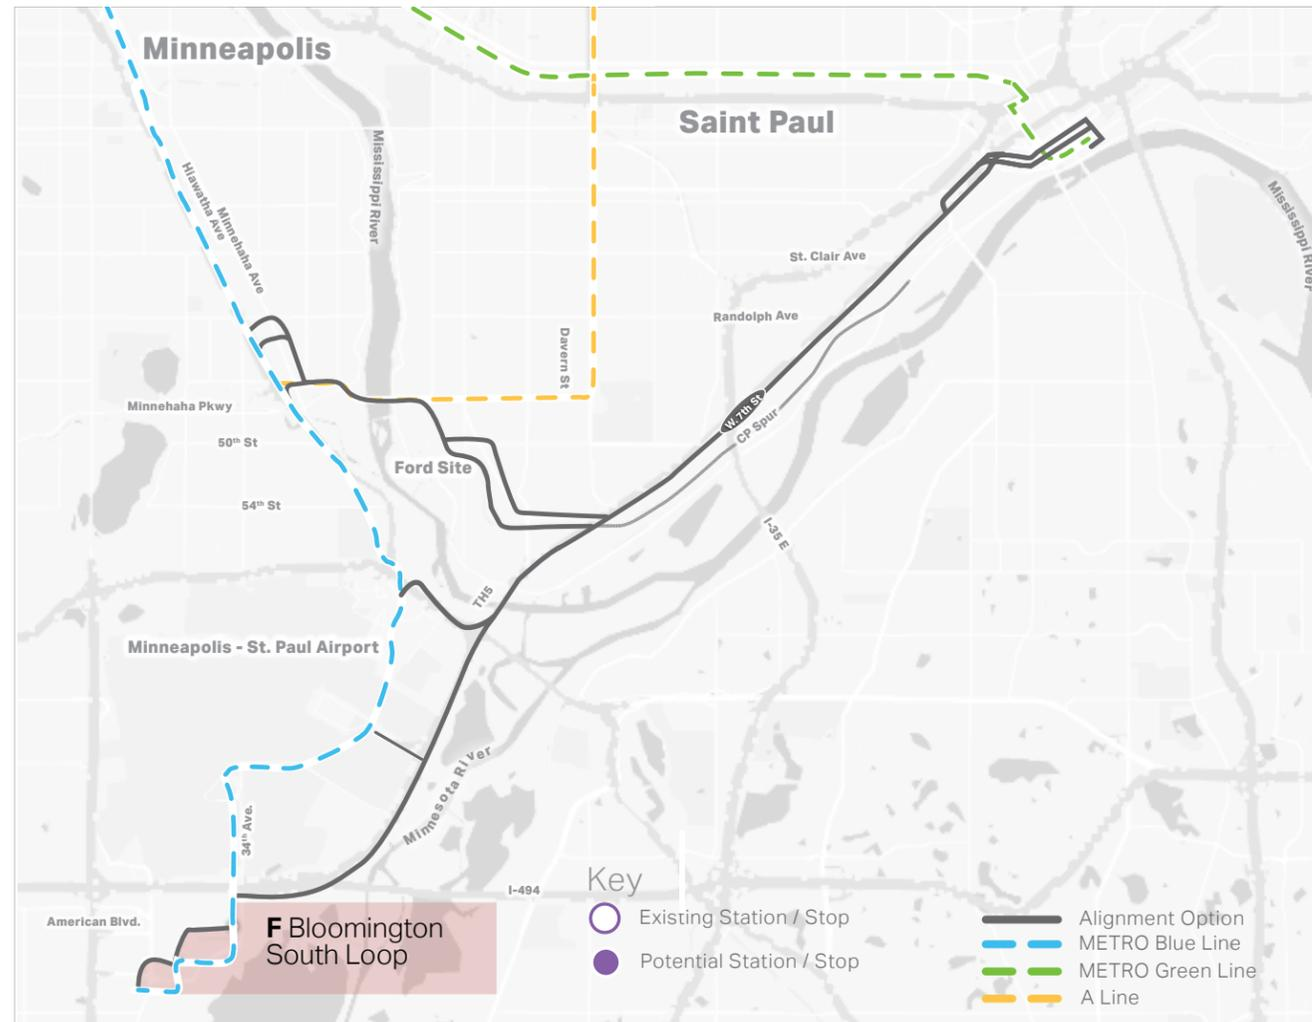 Minneapolis
Saint Paul
Mississippi River
Hiawatha Ave
Minnehaha Ave
Mississippi River
St. Clair Ave
Randolph Ave
Davern St
Minnehaha Pkwy
W. 7th St
CP Spur
50th St
Ford Site
54th St
I-35 E
TH5
Minneapolis - St. Paul Airport
Minnesota River
34th Ave.
I-494
American Blvd.
F Bloomington
South Loop
Key
Existing Station / Stop
Potential Station / Stop
Alignment Option
METRO Blue Line
METRO Green Line
A Line